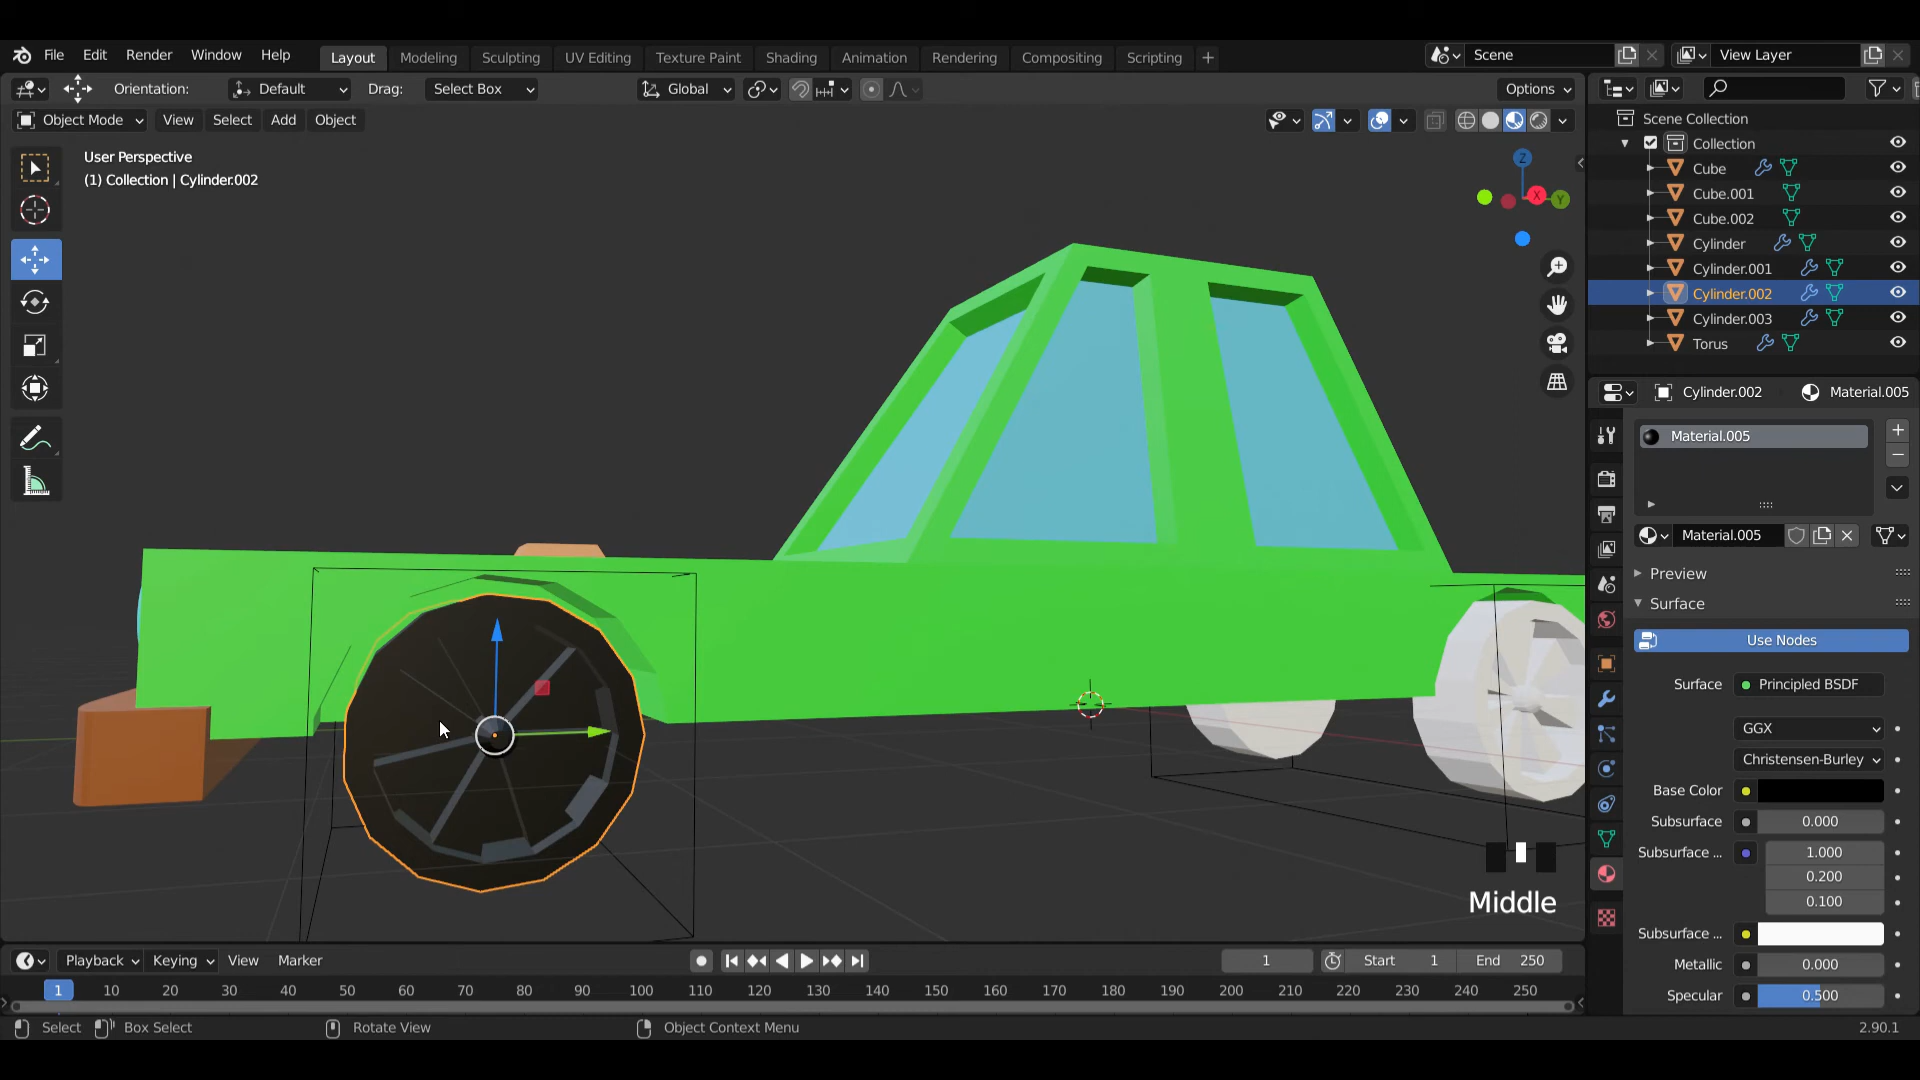 File Edit Render Window Help Layout Modeling Sculpting UV Editing Texture Paint Shading Animation Rendering Compositing Scripting + Scene View Layer
Orientation: Default Drag: Select Box Global Options
Object Mode View Select Add Object
User Perspective
(1) Collection | Cylinder.002
Z
X
Y
Scene Collection
Collection
Cube
Cube.001
Cube.002
Cylinder
Cylinder.001
Cylinder.002
Cylinder.003
Torus
Cylinder.002 Material.005
Material.005
Material.005
Preview
Surface
Use Nodes
Surface Principled BSDF
GGX
Christensen-Burley
Base Color
Subsurface 0.000
Subsurface ... 1.000
0.200
0.100
Subsurface ...
Metallic 0.000
Specular 0.500
Middle
Playback Keying View Marker 1 Start 1 End 250
1 10 20 30 40 50 60 70 80 90 100 110 120 130 140 150 160 170 180 190 200 210 220 230 240 250
Select Box Select Rotate View Object Context Menu 2.90.1